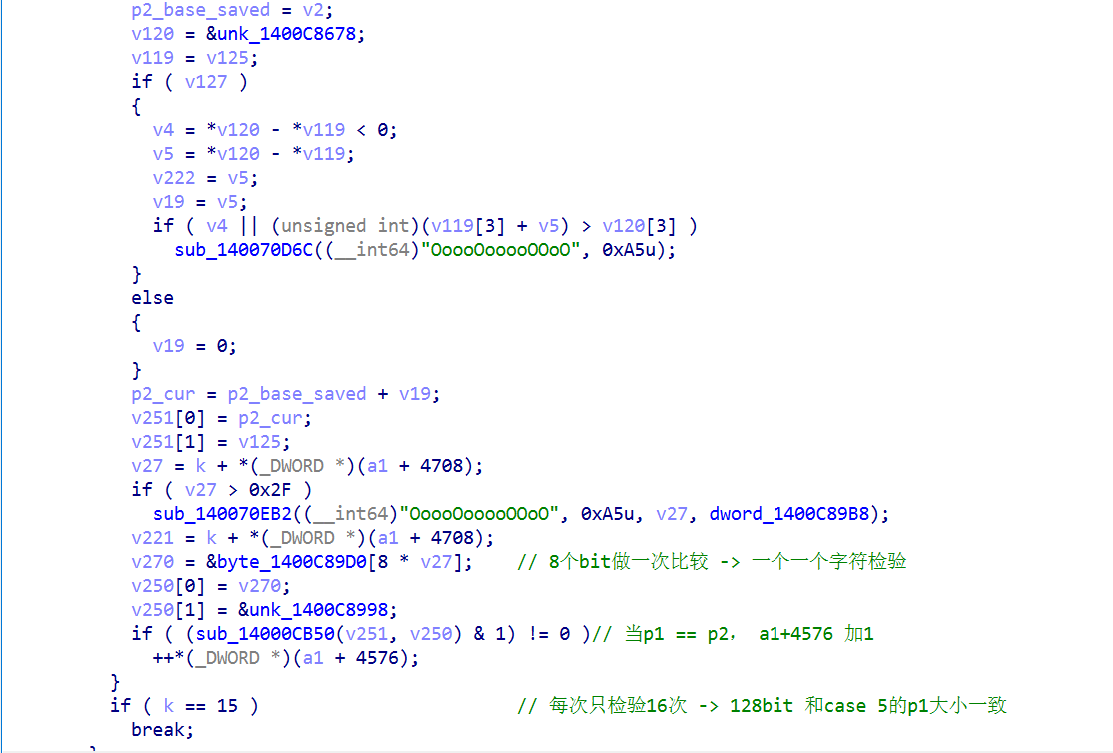 p2_base_saved = v2;
v120 = &unk_1400C8678;
v119 = v125;
if ( v127 )
{
v4 = *v120 - *v119 < 0;
v5 = *v120 - *v119;
v222 = v5;
v19 = v5;
if ( v4 || (unsigned int)(v119[3] + v5) > v120[3] )
sub_140070D6C((__int64)"OoooOooooOOoO", 0xA5u);
}
else
{
v19 = 0;
}
p2_cur = p2_base_saved + v19;
v251[0] = p2_cur;
v251[1] = v125;
v27 = k + *(_DWORD *)(a1 + 4708);
if ( v27 > 0x2F )
sub_140070EB2((__int64)"OoooOooooOOoO", 0xA5u, v27, dword_1400C89B8);
v221 = k + *(_DWORD *)(a1 + 4708);
v270 = &byte_1400C89D0[8 * v27]; // 8个bit做一次比较 -> 一个一个字符检验
v250[0] = v270;
v250[1] = &unk_1400C8998;
if ( (sub_14000CB50(v251, v250) & 1) != 0 )// 当p1 == p2， a1+4576 加1
++*(_DWORD *)(a1 + 4576);
}
if ( k == 15 ) // 每次只检验16次 -> 128bit 和case 5的p1大小一致
break;